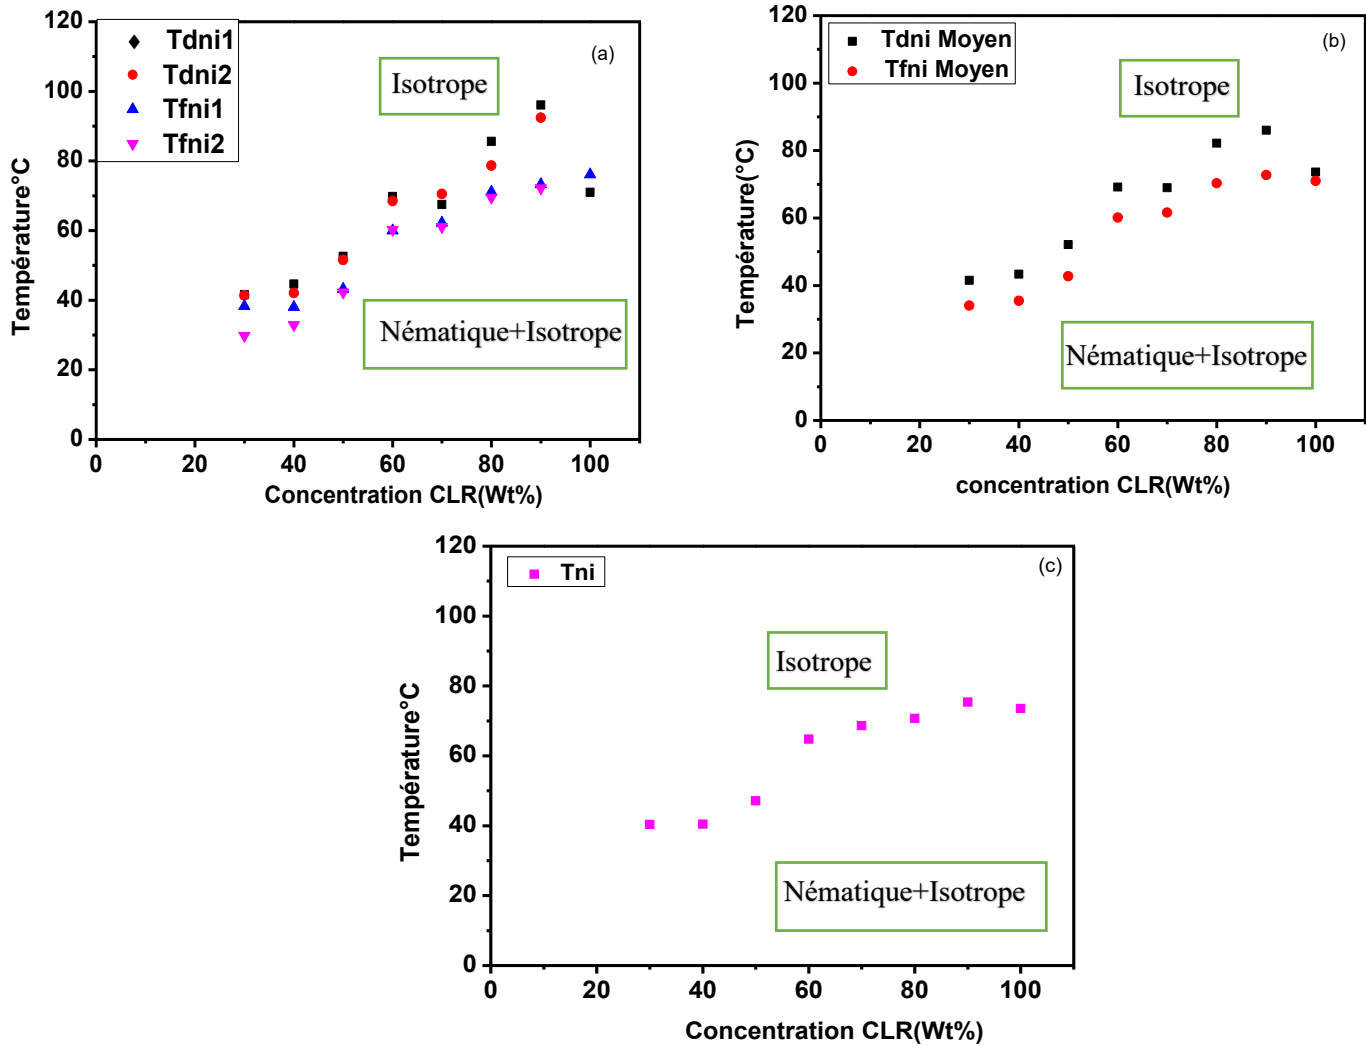 120
100
80
60
40
20
0
Température°C
Tdni1
Tdni2
Tfni1
Tfni2
(a)
Isotrope
Nématique+Isotrope
0
20
40
60
80
100
Concentration CLR(Wt%)
120
100
80
60
40
20
0
Température(°C)
Tdni Moyen
Tfni Moyen
(b)
Isotrope
Nématique+Isotrope
0
20
40
60
80
100
concentration CLR(Wt%)
120
100
80
60
40
20
0
Température°C
Tni
(c)
Isotrope
Nématique+Isotrope
0
20
40
60
80
100
Concentration CLR(Wt%)